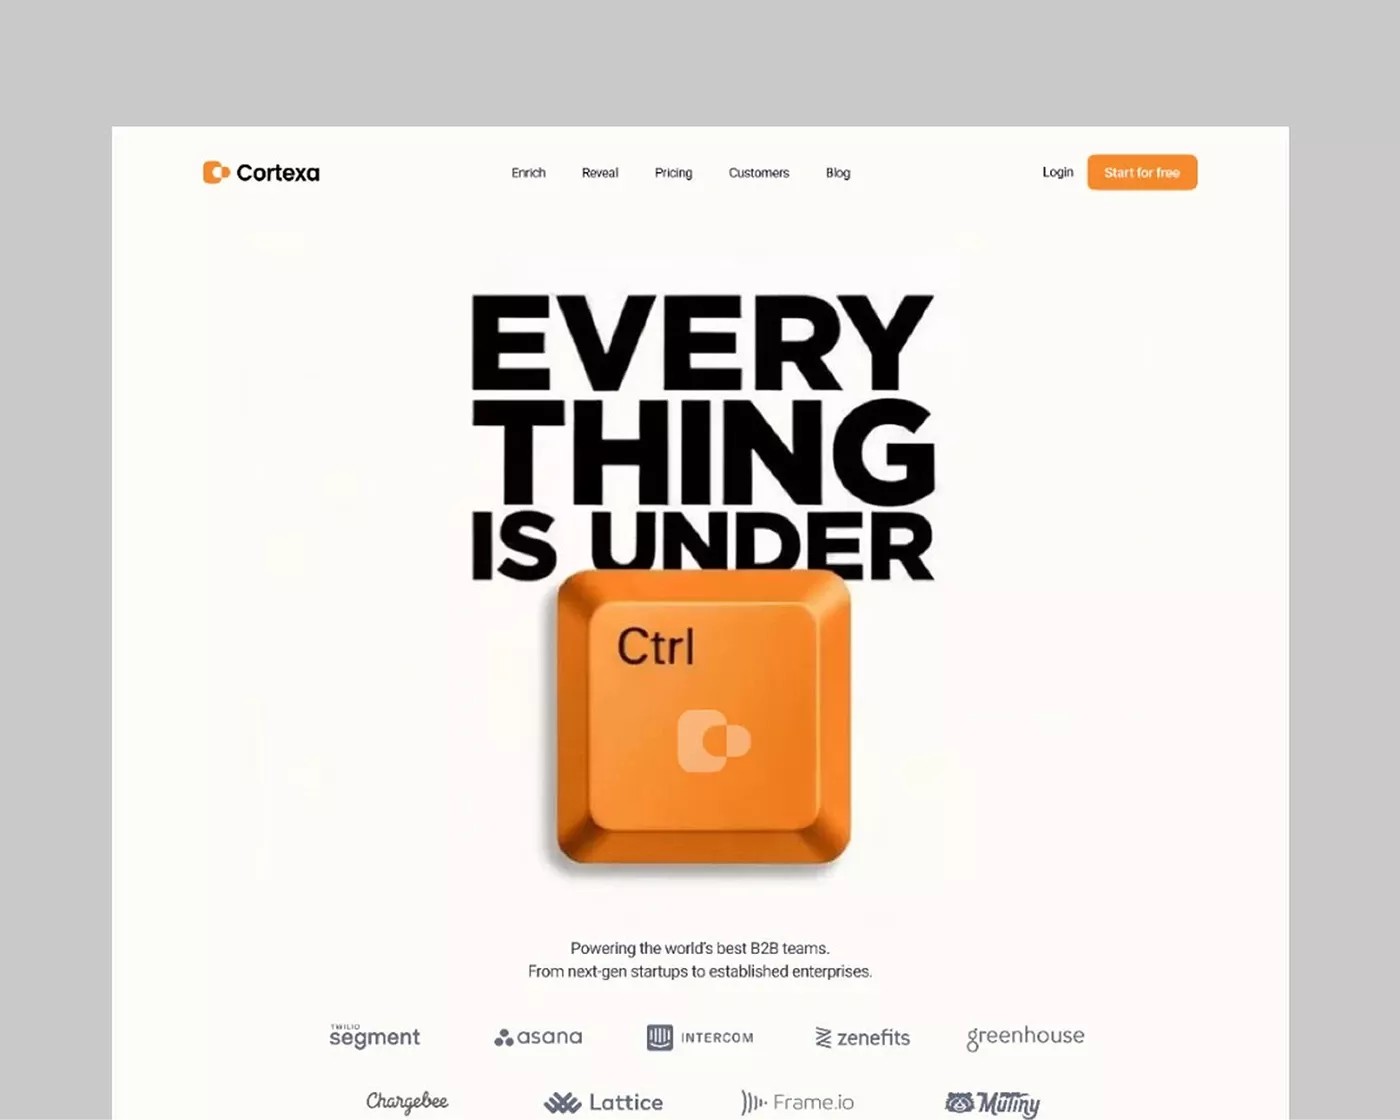 Cortexa
Enrich Reveal Pricing Customers Blog
Login Start for free
EVERY
THING
IS UNDER
Ctrl
Powering the world's best B2B teams.
From next-gen startups to established enterprises.
TWILIO
segment asana INTERCOM zenefits greenhouse
Chargebee Lattice Frame.io Mutiny